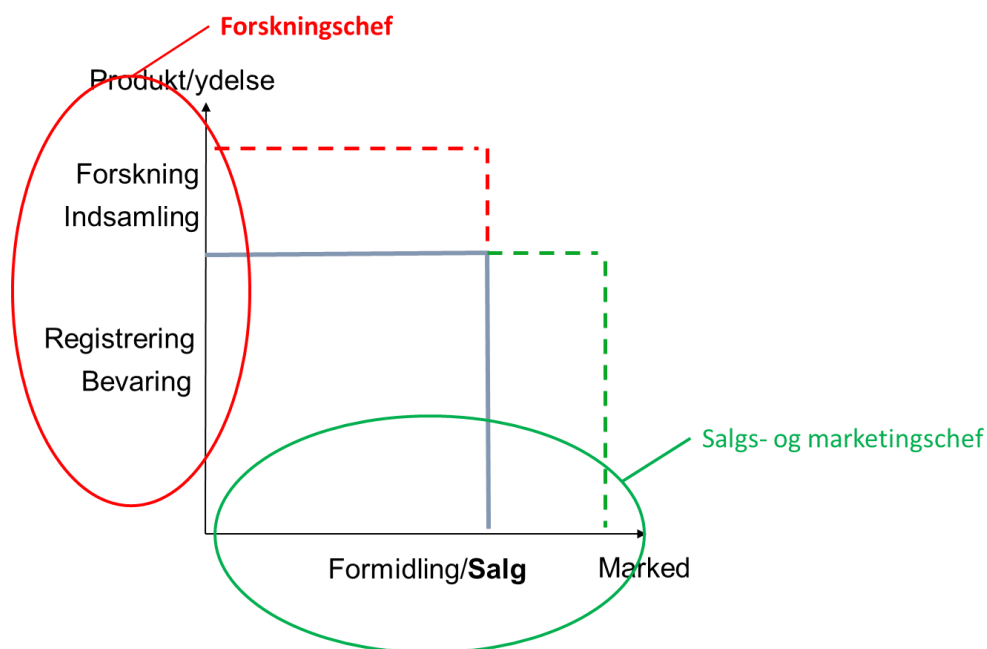 Forskningschef
Produkt/ydelse
Forskning
Indsamling
Registrering
Bevaring
Salgs- og marketingschef
Formidling/Salg
Marked